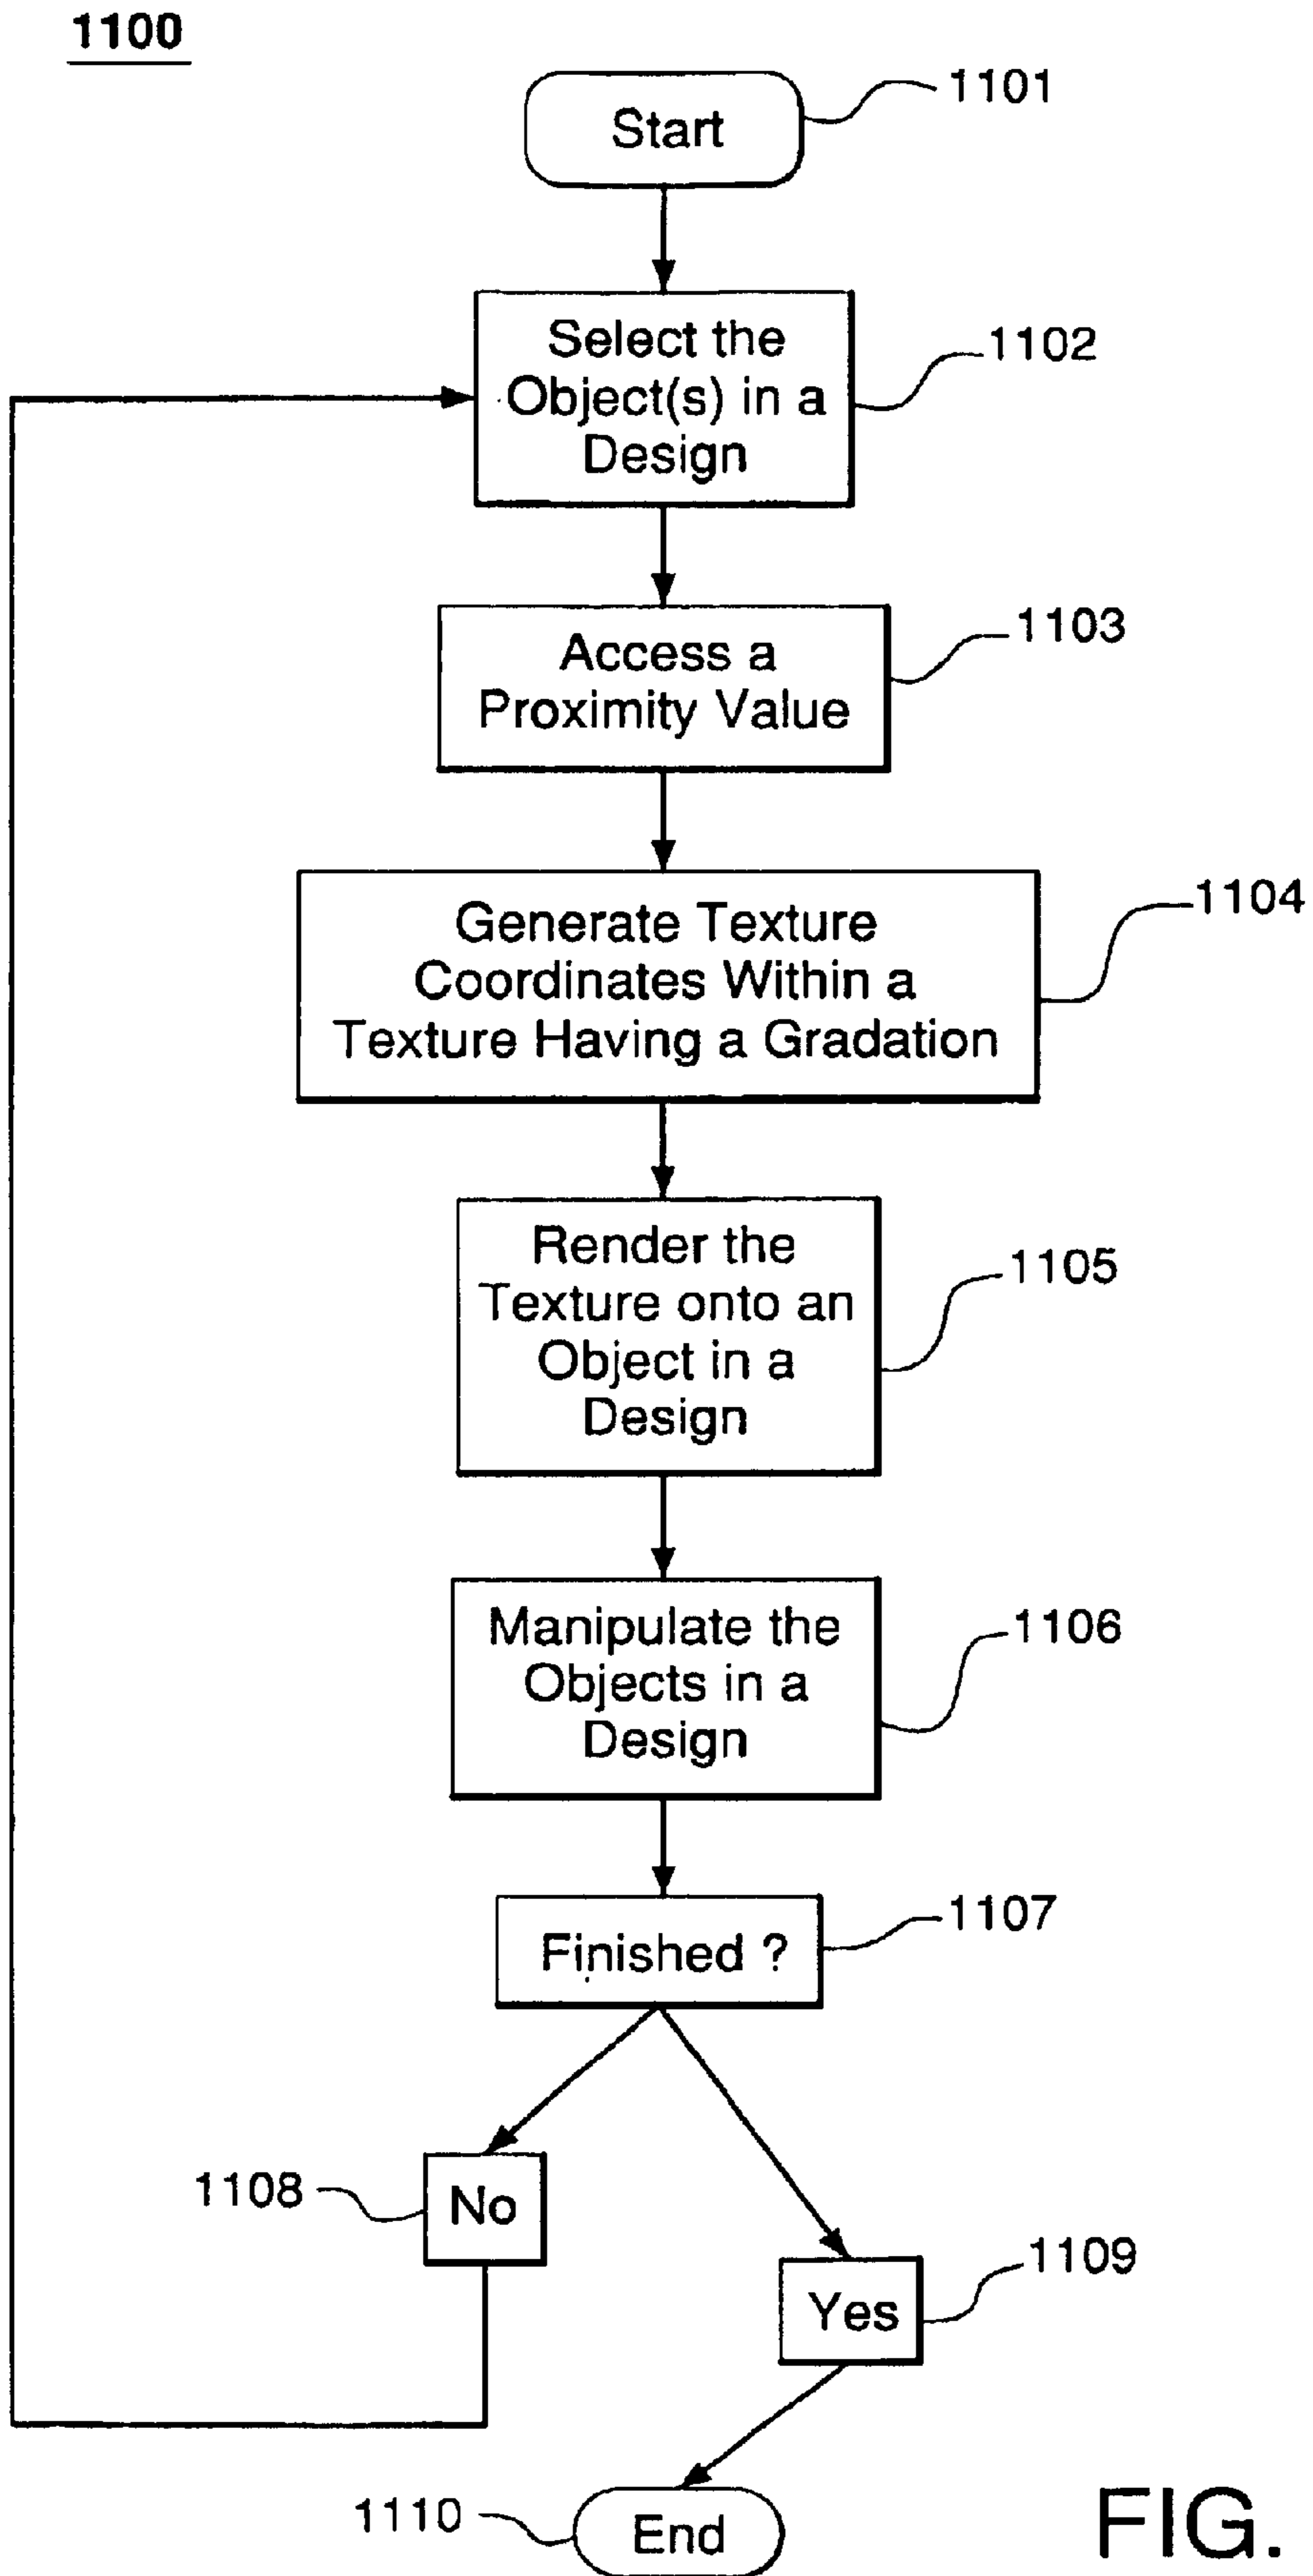 1100
Start
1101
Select the
Object(s) in a
Design
1102
Access a
Proximity Value
1103
Generate Texture
Coordinates Within a
Texture Having a Gradation
1104
Render the
Texture onto an
Object in a
Design
1105
Manipulate the
Objects in a
Design
1106
Finished ?
1107
1108
No
Yes
1109
1110
End
FIG.